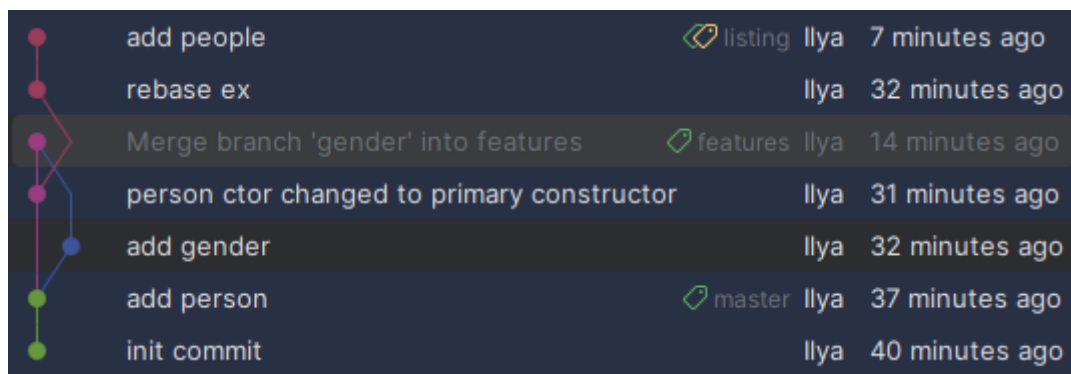 add people listing Ilya 7 minutes ago
rebase ex Ilya 32 minutes ago
Merge branch 'gender' into features features Ilya 14 minutes ago
person ctor changed to primary constructor Ilya 31 minutes ago
add gender Ilya 32 minutes ago
add person master Ilya 37 minutes ago
init commit Ilya 40 minutes ago